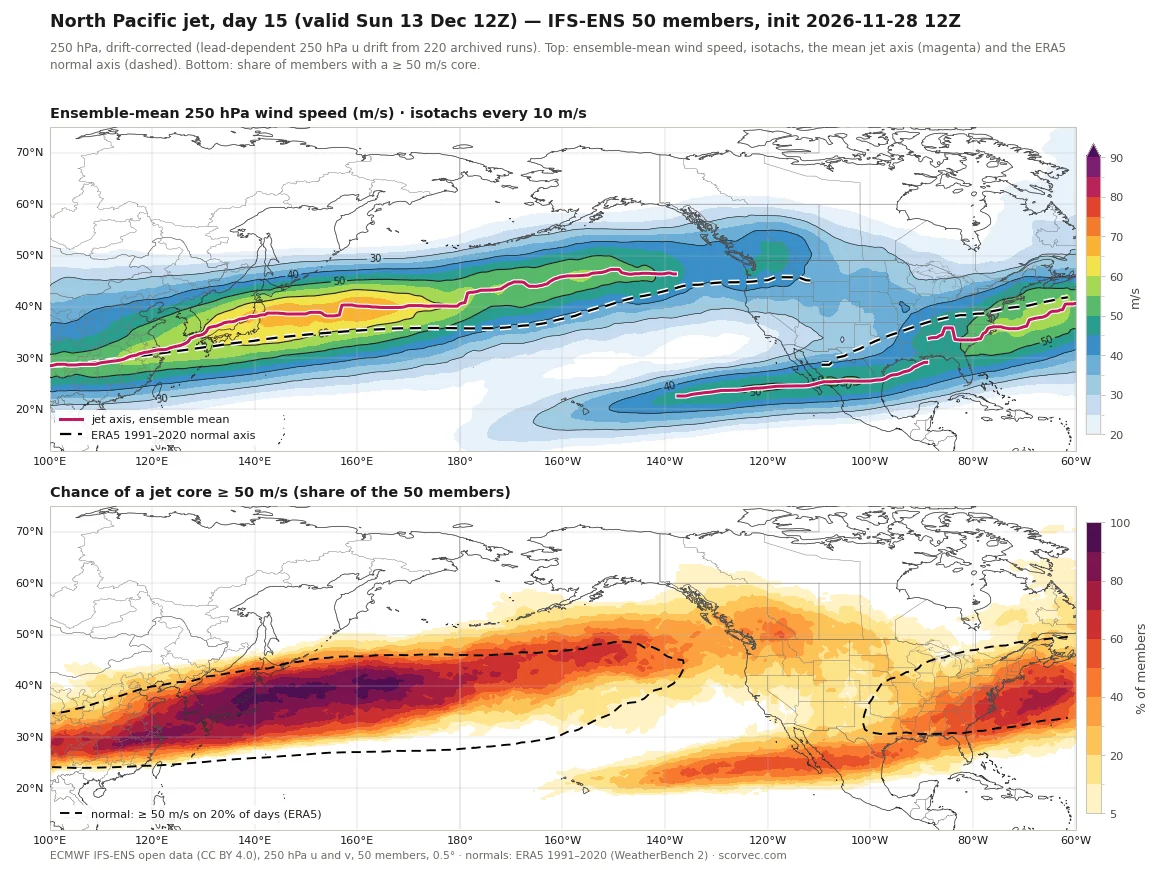 North Pacific jet, day 15 (valid Sun 13 Dec 12Z) — IFS-ENS 50 members, init 2026-11-28 12Z
250 hPa, drift-corrected (lead-dependent 250 hPa u drift from 220 archived runs). Top: ensemble-mean wind speed, isotachs, the mean jet axis (magenta) and the ERA5
normal axis (dashed). Bottom: share of members with a ≥ 50 m/s core.
Ensemble-mean 250 hPa wind speed (m/s) · isotachs every 10 m/s
70°N
60°N
50°N
40°N
30°N
20°N
30
40
50
30
40
50
50
jet axis, ensemble mean
ERA5 1991–2020 normal axis
100°E 120°E 140°E 160°E 180° 160°W 140°W 120°W 100°W 80°W 60°W
90
80
70
60
50
40
30
20
m/s
Chance of a jet core ≥ 50 m/s (share of the 50 members)
70°N
60°N
50°N
40°N
30°N
20°N
normal: ≥ 50 m/s on 20% of days (ERA5)
100°E 120°E 140°E 160°E 180° 160°W 140°W 120°W 100°W 80°W 60°W
100
80
60
40
20
5
% of members
ECMWF IFS-ENS open data (CC BY 4.0), 250 hPa u and v, 50 members, 0.5° · normals: ERA5 1991–2020 (WeatherBench 2) · scorvec.com